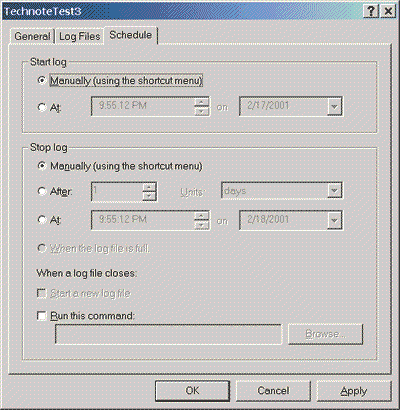 TechnoteTest3
General Log Files Schedule
Start log
Manually (using the shortcut menu)
At: 9:55:12 PM on 2/17/2001
Stop log
Manually (using the shortcut menu)
After: 1 Units: days
At: 9:55:12 PM on 2/18/2001
When the log file is full.
When a log file closes:
Start a new log file
Run this command:
Browse...
OK Cancel Apply